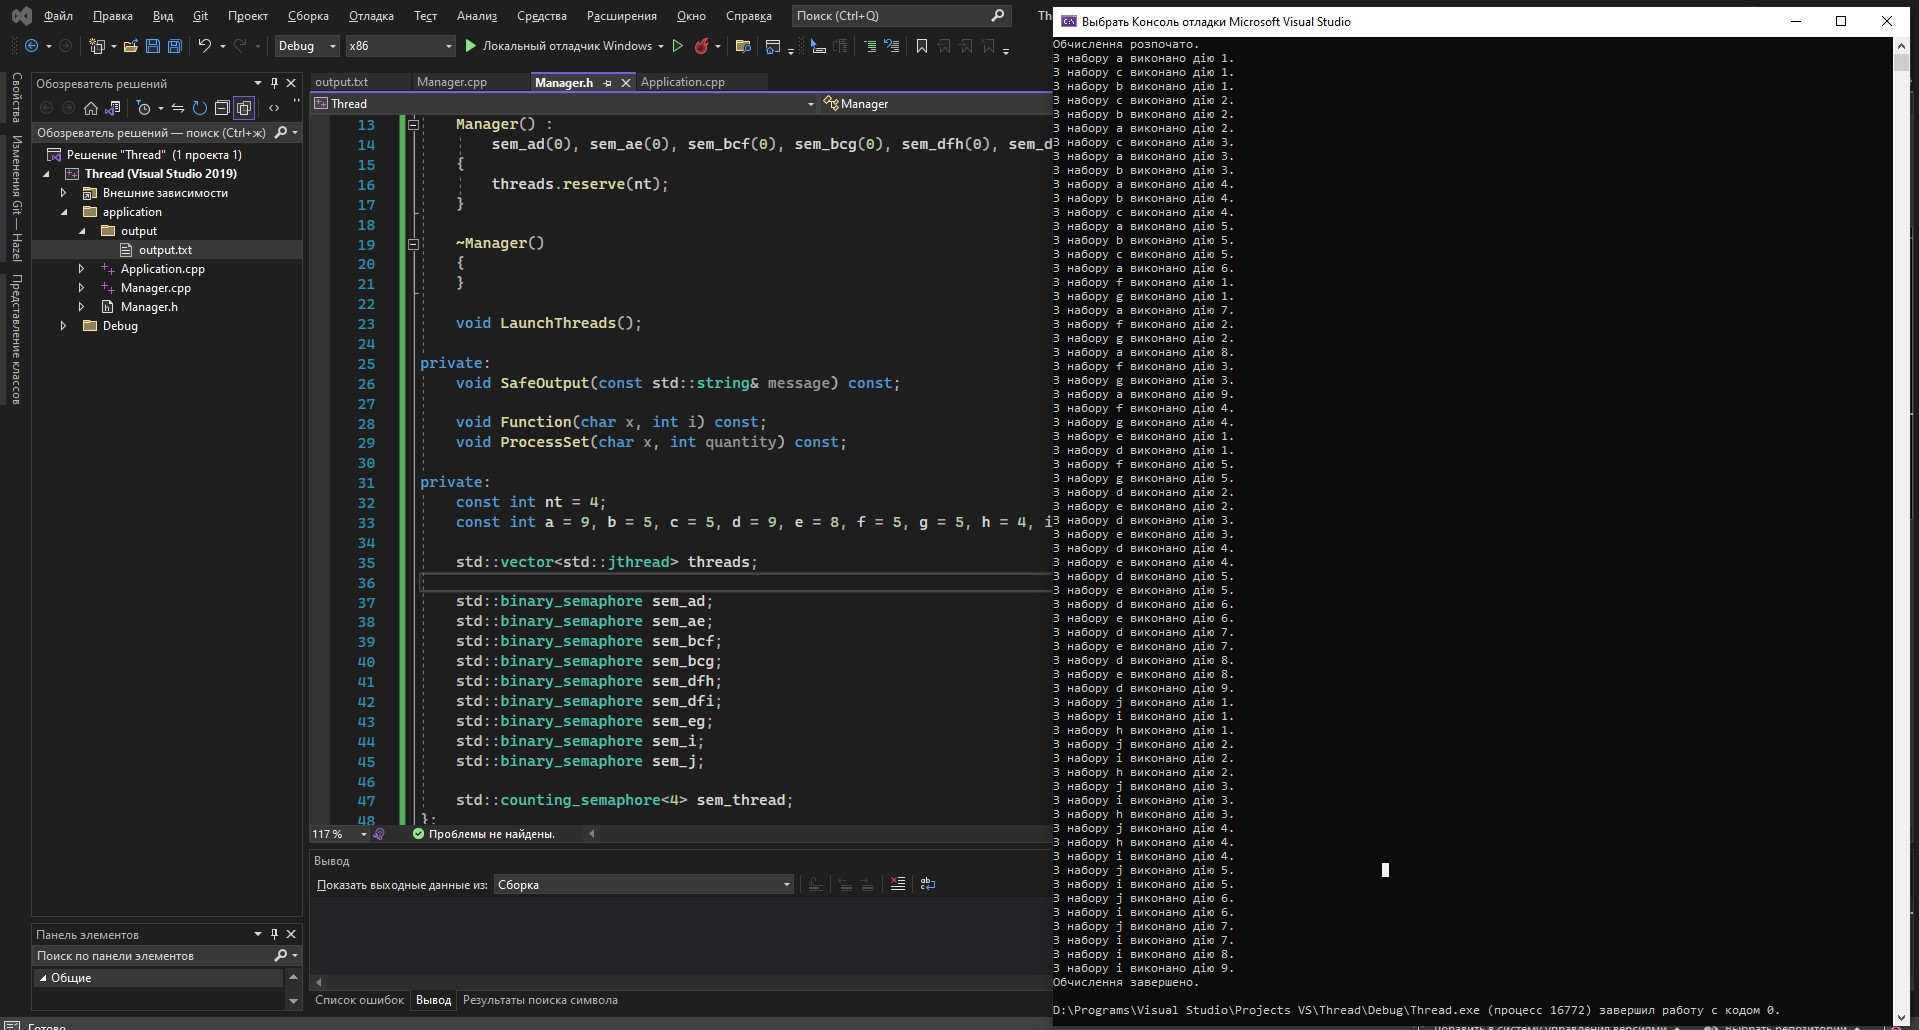 Файл Правка Вид Git Проект Сборка Отладка Тест Анализ Средства Расширения Окно Справка Поиск (Ctrl+Q) Th
Debug x86 Локальный отладчик Windows
Свойства
Изменения Git — Hazel
Представление классов
Обозреватель решений
Обозреватель решений — поиск (Ctrl+ж)
Решение "Thread" (1 проекта 1)
Thread (Visual Studio 2019)
Внешние зависимости
application
output
output.txt
Application.cpp
Manager.cpp
Manager.h
Debug
Панель элементов
Поиск по панели элементов
Общие
output.txt Manager.cpp Manager.h Application.cpp
Thread Manager
13 Manager() :
14 sem_ad(0), sem_ae(0), sem_bcf(0), sem_bcg(0), sem_dfh(0), sem_d
15 {
16 threads.reserve(nt);
17 }
18
19 ~Manager()
20 {
21 }
22
23 void LaunchThreads();
24
25 private:
26 void SafeOutput(const std::string& message) const;
27
28 void Function(char x, int i) const;
29 void ProcessSet(char x, int quantity) const;
30
31 private:
32 const int nt = 4;
33 const int a = 9, b = 5, c = 5, d = 9, e = 8, f = 5, g = 5, h = 4, i
34
35 std::vector<std::jthread> threads;
36
37 std::binary_semaphore sem_ad;
38 std::binary_semaphore sem_ae;
39 std::binary_semaphore sem_bcf;
40 std::binary_semaphore sem_bcg;
41 std::binary_semaphore sem_dfh;
42 std::binary_semaphore sem_dfi;
43 std::binary_semaphore sem_eg;
44 std::binary_semaphore sem_i;
45 std::binary_semaphore sem_j;
46
47 std::counting_semaphore<4> sem_thread;
48 };
117 % Проблемы не найдены.
Вывод
Показать выходные данные из: Сборка
Список ошибок Вывод Результаты поиска символа
Готово
Выбрать Консоль отладки Microsoft Visual Studio
Обчислення розпочато.
З набору a виконано дію 1.
З набору c виконано дію 1.
З набору b виконано дію 1.
З набору c виконано дію 2.
З набору b виконано дію 2.
З набору a виконано дію 2.
З набору c виконано дію 3.
З набору a виконано дію 3.
З набору b виконано дію 3.
З набору a виконано дію 4.
З набору b виконано дію 4.
З набору c виконано дію 4.
З набору a виконано дію 5.
З набору b виконано дію 5.
З набору c виконано дію 5.
З набору a виконано дію 6.
З набору f виконано дію 1.
З набору g виконано дію 1.
З набору a виконано дію 7.
З набору f виконано дію 2.
З набору g виконано дію 2.
З набору a виконано дію 8.
З набору f виконано дію 3.
З набору g виконано дію 3.
З набору a виконано дію 9.
З набору f виконано дію 4.
З набору g виконано дію 4.
З набору e виконано дію 1.
З набору d виконано дію 1.
З набору f виконано дію 5.
З набору g виконано дію 5.
З набору d виконано дію 2.
З набору e виконано дію 2.
З набору d виконано дію 3.
З набору e виконано дію 3.
З набору d виконано дію 4.
З набору e виконано дію 4.
З набору d виконано дію 5.
З набору e виконано дію 5.
З набору d виконано дію 6.
З набору e виконано дію 6.
З набору d виконано дію 7.
З набору e виконано дію 7.
З набору d виконано дію 8.
З набору e виконано дію 8.
З набору d виконано дію 9.
З набору j виконано дію 1.
З набору i виконано дію 1.
З набору h виконано дію 1.
З набору j виконано дію 2.
З набору i виконано дію 2.
З набору h виконано дію 2.
З набору j виконано дію 3.
З набору i виконано дію 3.
З набору h виконано дію 3.
З набору j виконано дію 4.
З набору h виконано дію 4.
З набору i виконано дію 4.
З набору j виконано дію 5.
З набору i виконано дію 5.
З набору j виконано дію 6.
З набору i виконано дію 6.
З набору j виконано дію 7.
З набору i виконано дію 7.
З набору i виконано дію 8.
З набору i виконано дію 9.
Обчислення завершено.
D:\Programs\Visual Studio\Projects VS\Thread\Debug\Thread.exe (процесс 16772) завершил работу с кодом 0.
Добавить в систему управления версиями Выбрать репозиторий